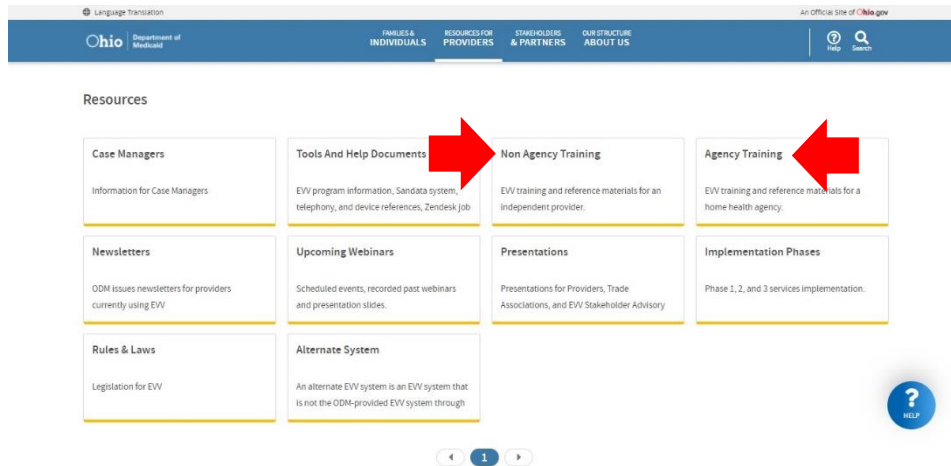 Language Translation
An Official Site of Ohio.gov
Ohio
Department of
Medicaid
FAMILIES &
INDIVIDUALS
RESOURCES FOR
PROVIDERS
STAKEHOLDERS
& PARTNERS
OUR STRUCTURE
ABOUT US
Help
Search
Resources
Case Managers
Information for Case Managers
Tools And Help Documents
EVV program information, Sandata system,
telephony, and device references, Zendesk job
Non Agency Training
EVV training and reference materials for an
independent provider.
Agency Training
EVV training and reference materials for a
home health agency.
Newsletters
ODM issues newsletters for providers
currently using EVV
Upcoming Webinars
Scheduled events, recorded past webinars
and presentation slides.
Presentations
Presentations for Providers, Trade
Associations, and EVV Stakeholder Advisory
Implementation Phases
Phase 1, 2, and 3 services implementation.
Rules & Laws
Legislation for EVV
Alternate System
An alternate EVV system is an EVV system that
is not the ODM-provided EVV system through
?
HELP
1